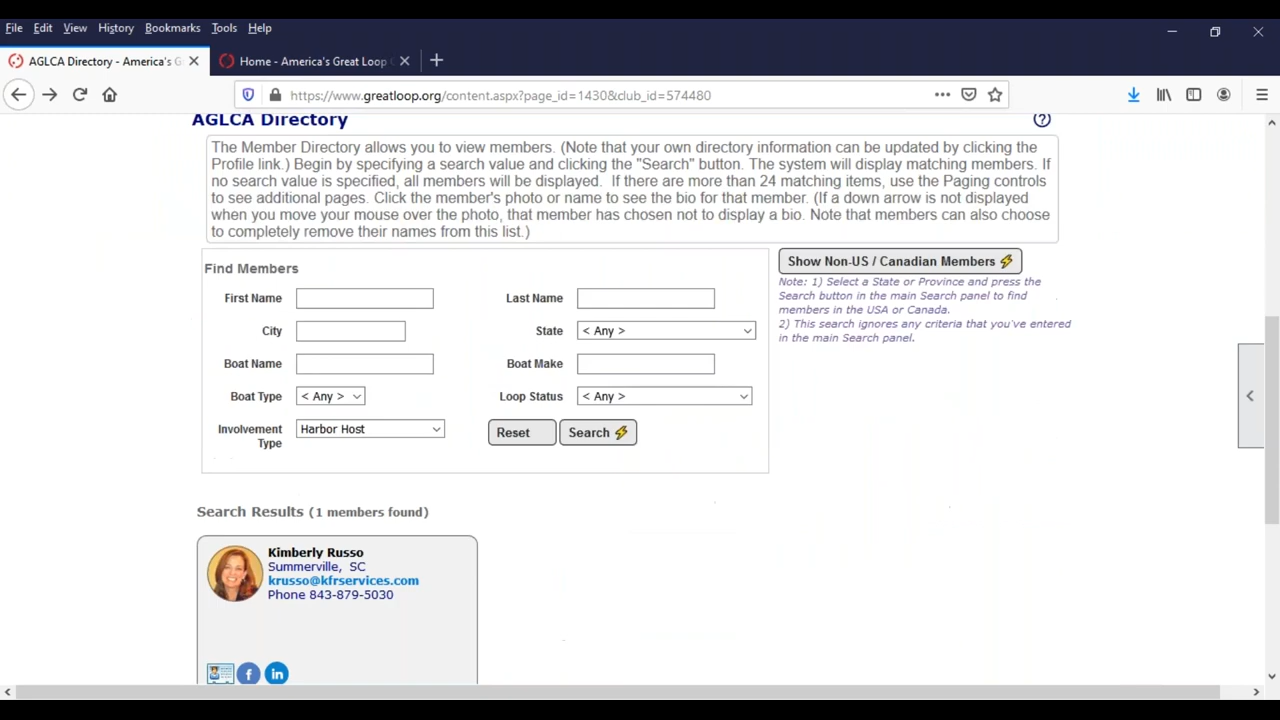 File Edit View History Bookmarks Tools Help
AGLCA Directory - America's G
Home - America's Great Loop
https://www.greatloop.org/content.aspx?page_id=1430&club_id=574480
AGLCA Directory
The Member Directory allows you to view members. (Note that your own directory information can be updated by clicking the
Profile link.) Begin by specifying a search value and clicking the "Search" button. The system will display matching members. If
no search value is specified, all members will be displayed.  If there are more than 24 matching items, use the Paging controls
to see additional pages. Click the member's photo or name to see the bio for that member. (If a down arrow is not displayed
when you move your mouse over the photo, that member has chosen not to display a bio. Note that members can also choose
to completely remove their names from this list.)
Find Members
First Name
Last Name
City
State < Any >
Boat Name
Boat Make
Boat Type < Any >
Loop Status < Any >
Involvement
Type
Harbor Host
Reset
Search
Show Non-US / Canadian Members
Note: 1) Select a State or Province and press the
Search button in the main Search panel to find
members in the USA or Canada.
2) This search ignores any criteria that you've entered
in the main Search panel.
Search Results (1 members found)
Kimberly Russo
Summerville, SC
krusso@kfrservices.com
Phone 843-879-5030